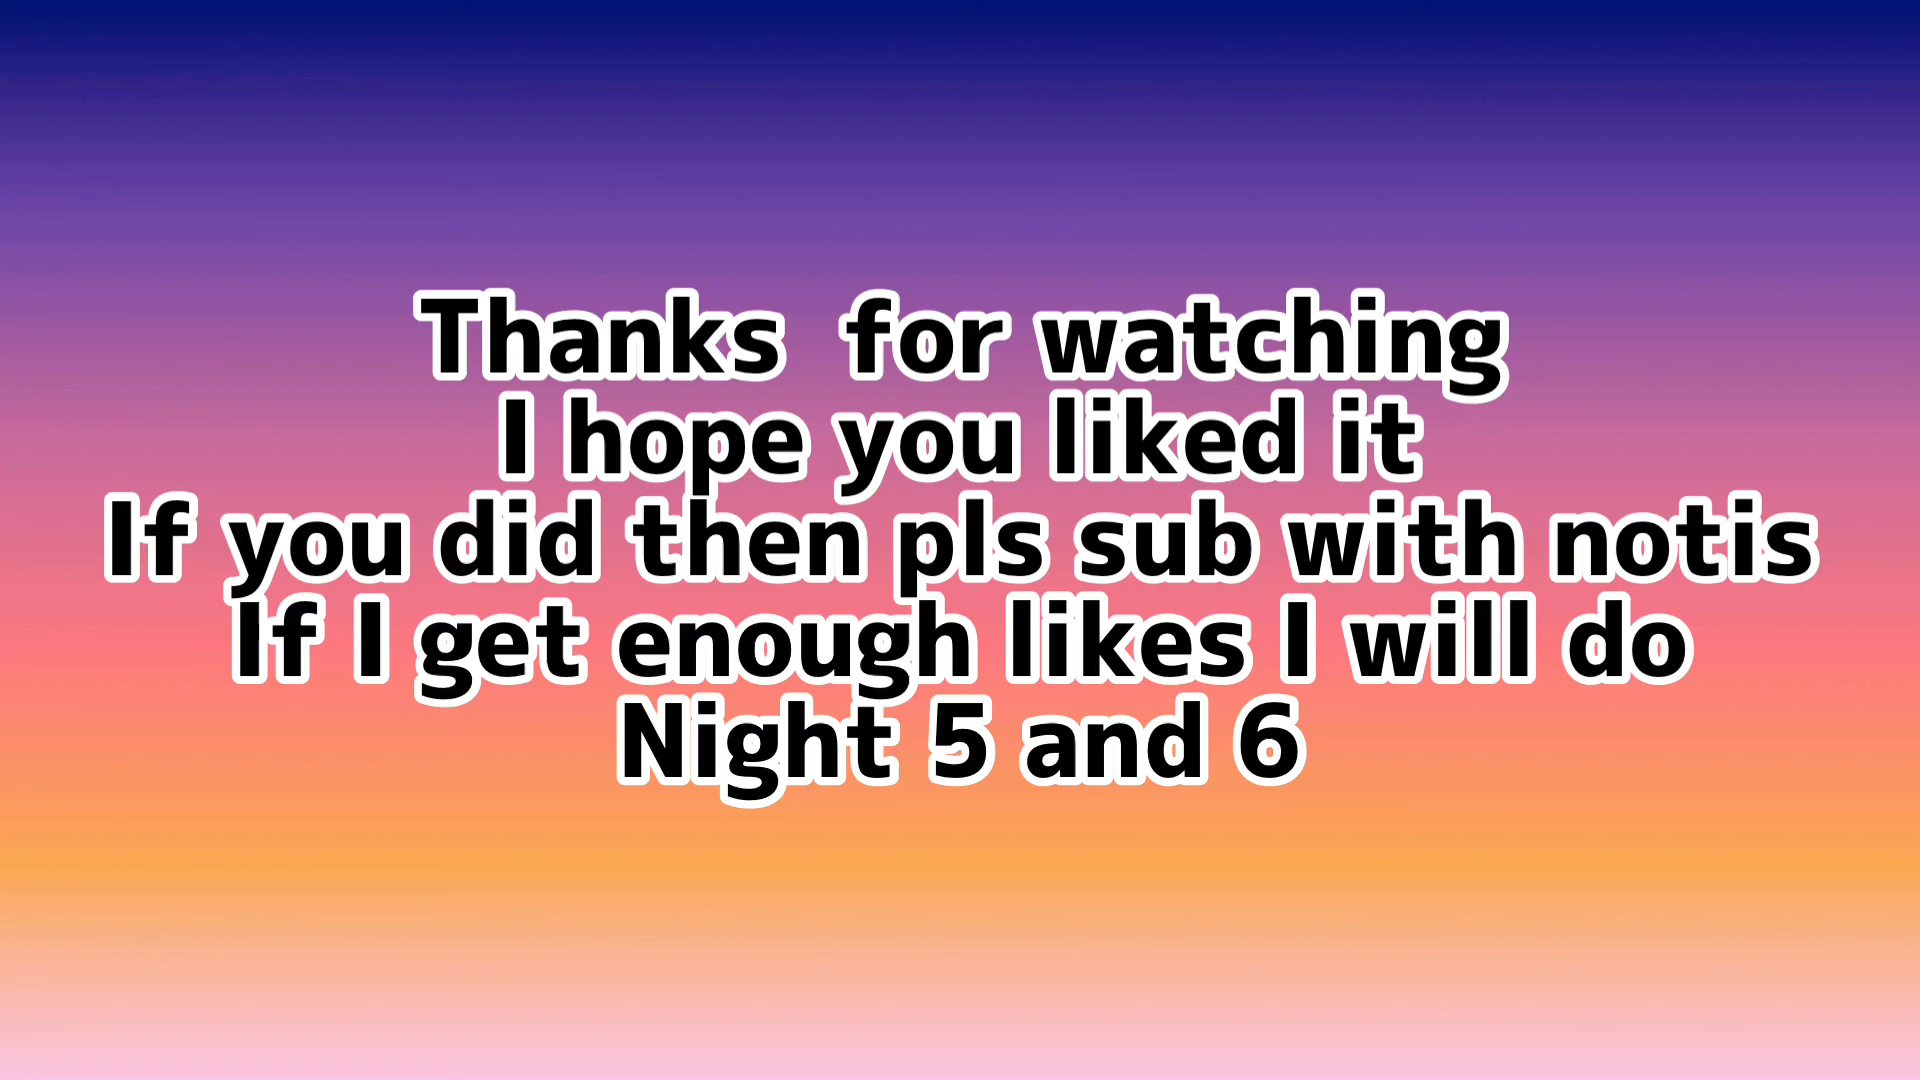 Thanks  for watching
I hope you liked it
If you did then pls sub with notis
If I get enough likes I will do
Night 5 and 6